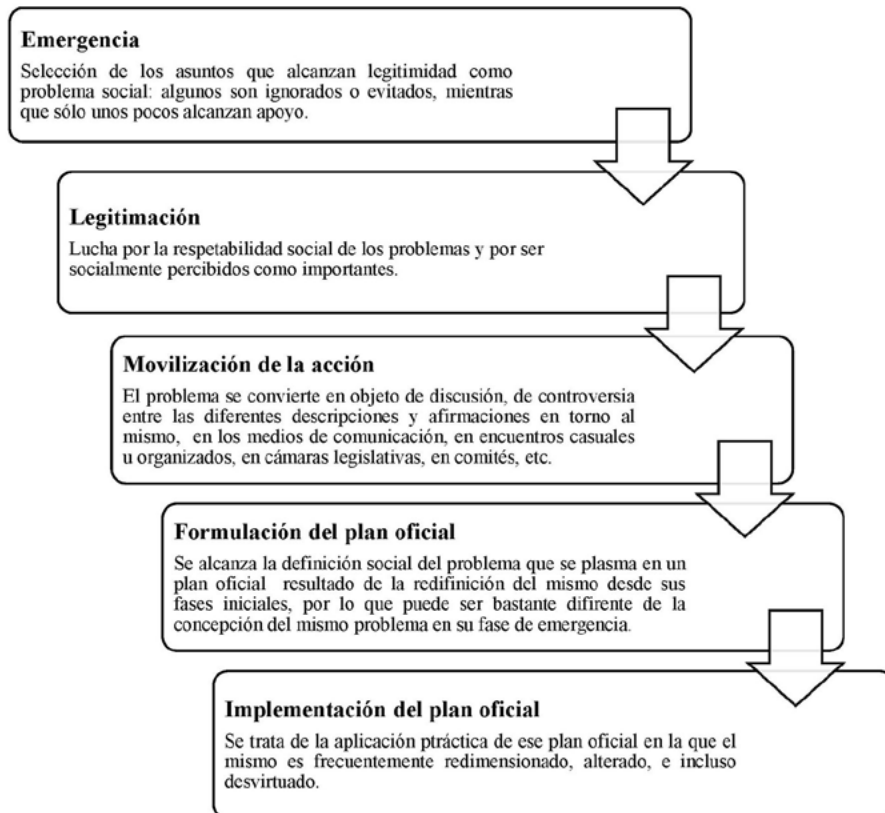 Emergencia
Selección de los asuntos que alcanzan legitimidad como
problema social: algunos son ignorados o evitados, mientras
que sólo unos pocos alcanzan apoyo.
Legitimación
Lucha por la respetabilidad social de los problemas y por ser
socialmente percibidos como importantes.
Movilización de la acción
El problema se convierte en objeto de discusión, de controversia
entre las diferentes descripciones y afirmaciones en torno al
mismo, en los medios de comunicación, en encuentros casuales
u organizados, en cámaras legislativas, en comités, etc.
Formulación del plan oficial
Se alcanza la definición social del problema que se plasma en un
plan oficial resultado de la redifinición del mismo desde sus
fases iniciales, por lo que puede ser bastante difirente de la
concepción del mismo problema en su fase de emergencia.
Implementación del plan oficial
Se trata de la aplicación ptráctica de ese plan oficial en la que el
mismo es frecuentemente redimensionado, alterado, e incluso
desvirtuado.